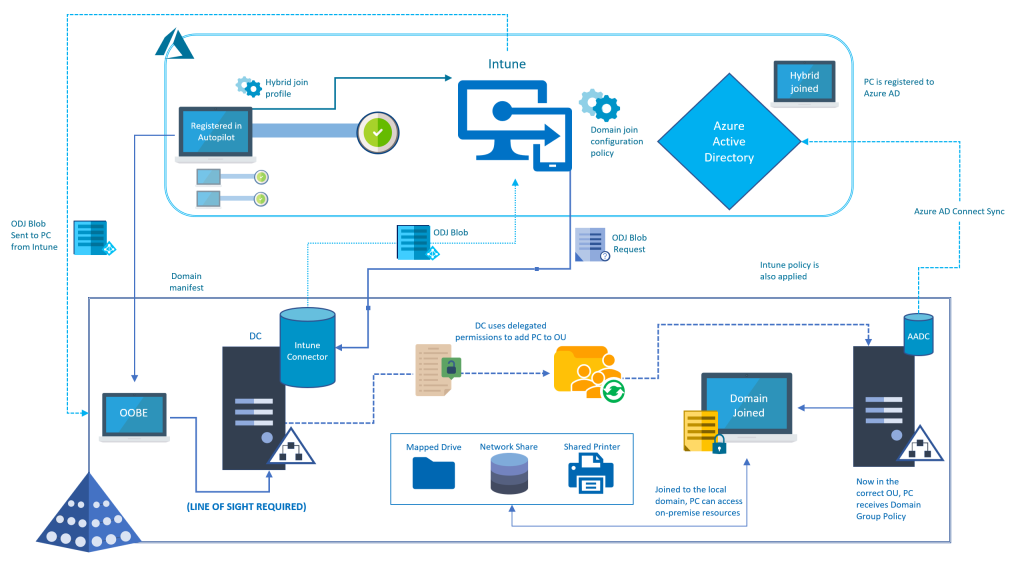 Intune
Hybrid join
profile
Registered in
Autopilot
Domain join
configuration
policy
Azure
Active
Directory
Hybrid
joined
PC is registered to
Azure AD
Azure AD Connect Sync
ODJ Blob
Sent to PC
from Intune
ODJ Blob
ODJ Blob
Request
Domain
manifest
Intune policy is
also applied
DC
Intune
Connector
DC uses delegated
permissions to add PC to OU
AADC
OOBE
Domain
Joined
Mapped Drive
Network Share
Shared Printer
(LINE OF SIGHT REQUIRED)
Joined to the local
domain, PC can access
on-premise resources
Now in the
correct OU, PC
receives Domain
Group Policy